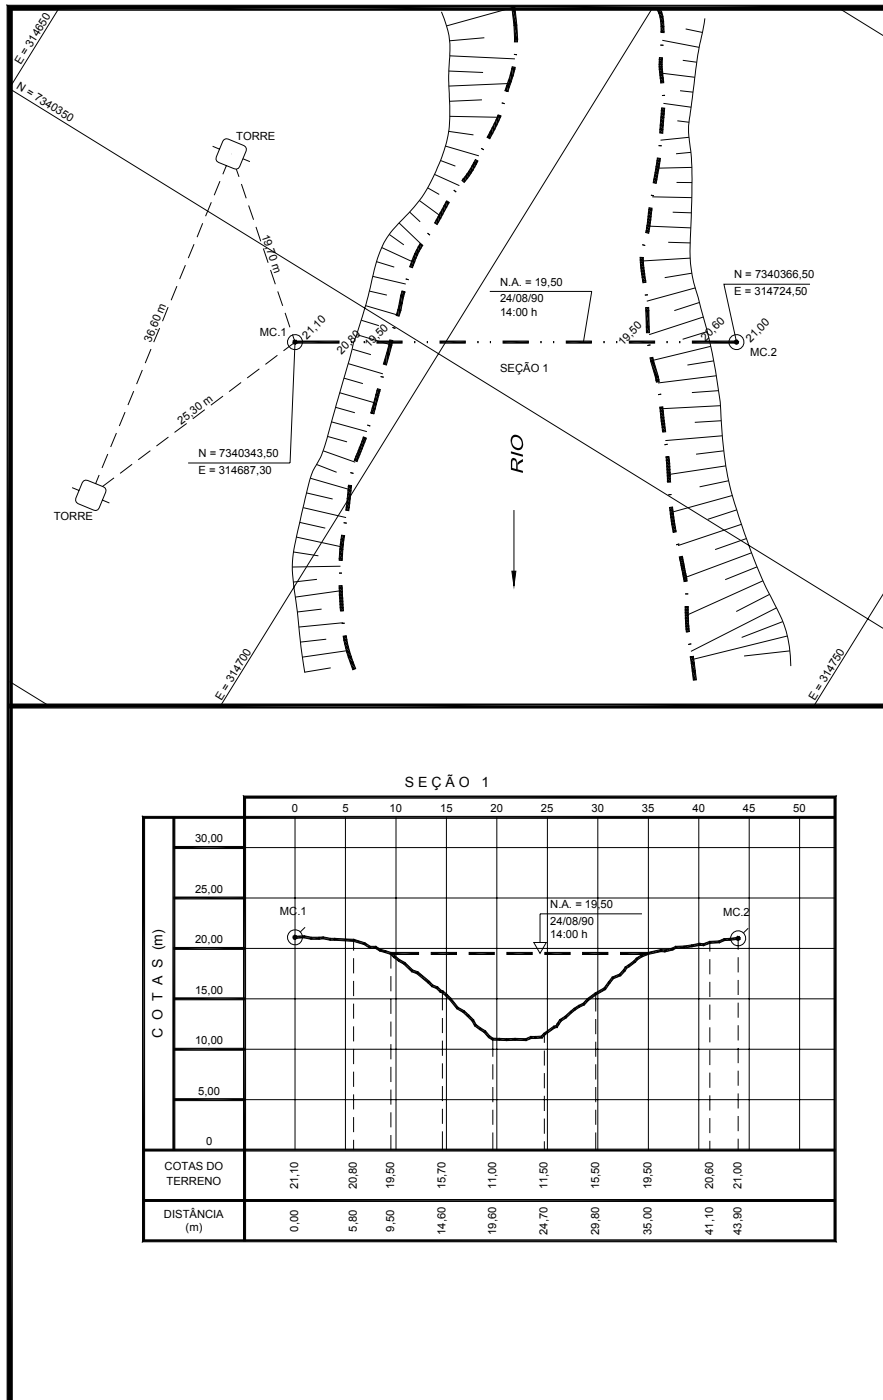 E = 314650
N = 7340350
TORRE
19,70 m
36,60 m
25,30 m
MC.1
21,10
20,80
19,50
N.A. = 19,50
24/08/90
14:00 h
SEÇÃO 1
19,50
20,60
21,00
MC.2
N = 7340366,50
E = 314724,50
N = 7340343,50
E = 314687,30
TORRE
RIO
E = 314700
E = 314750
SEÇÃO 1
0 5 10 15 20 25 30 35 40 45 50
COTAS (m)
30,00
25,00
20,00
15,00
10,00
5,00
0
MC.1
N.A. = 19,50
24/08/90
14:00 h
MC.2
COTAS DO
TERRENO
21,10 20,80 19,50 15,70 11,00 11,50 15,50 19,50 20,60 21,00
DISTÂNCIA
(m)
0,00 5,80 9,50 14,60 19,60 24,70 29,80 35,00 41,10 43,90